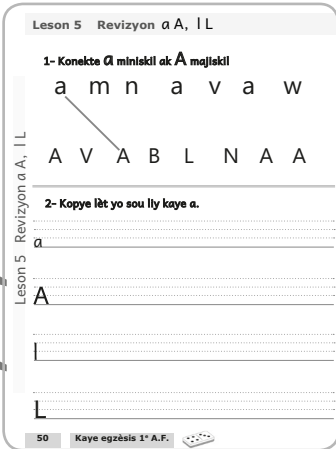 Leson 5 Revizyon a A, l L
1- Konekte a miniskil ak A majiskil
a m n a v a w
A V A B L N A A
2- Kopye lèt yo sou liy kaye a.
a
A
l
L
Leson 5 Revizyon a A, l L
50 Kaye egzèsis 1ᵉ A.F.